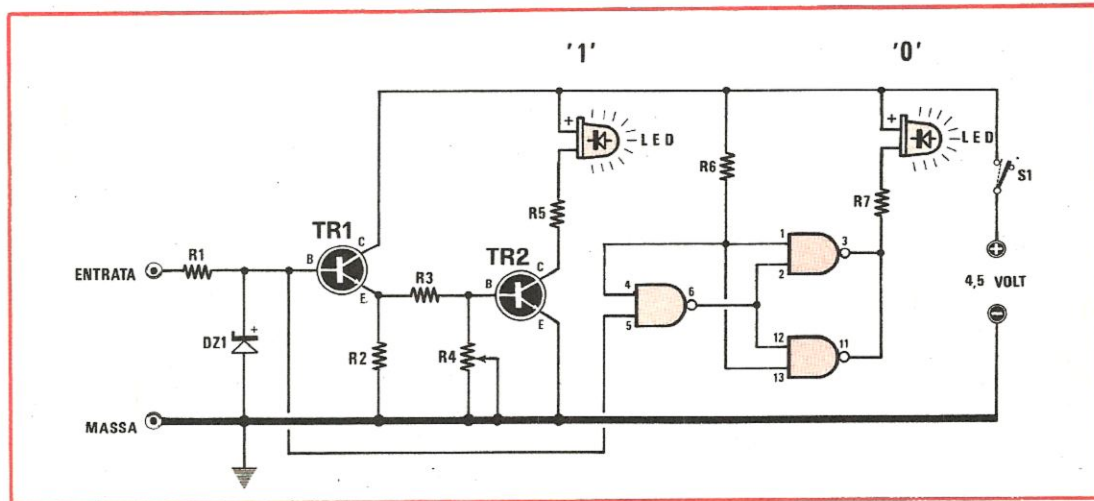 '1'
'0'
+
LED
+
LED
R6
S1
R7
R5
TR1
C
B
E
TR2
C
B
E
R1
R3
ENTRATA
1
2
3
4
5
6
4,5 VOLT
+
-
DZ1
+
R2
R4
12
13
11
MASSA